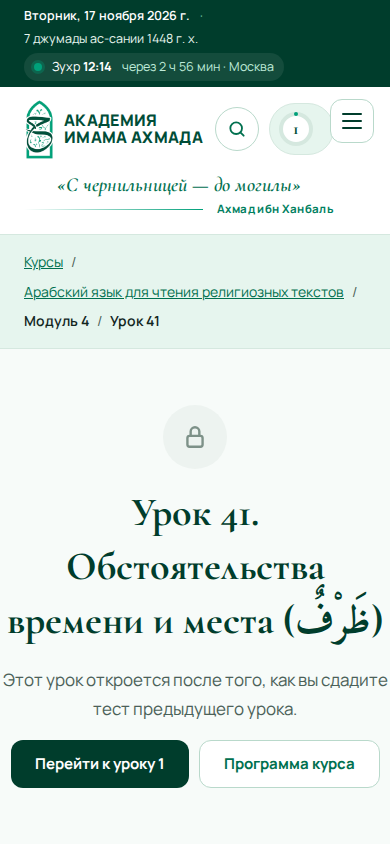 Вторник, 17 ноября 2026 г. ·
7 джумады ас-сании 1448 г. х.
Зухр 12:14 через 2 ч 56 мин · Москва
АКАДЕМИЯ
ИМАМА АХМАДА
1
«С чернильницей — до могилы»
Ахмад ибн Ханбаль
Курсы /
Арабский язык для чтения религиозных текстов /
Модуль 4 / Урок 41
Урок 41.
Обстоятельства
времени и места (ظَرْفٌ)
Этот урок откроется после того, как вы сдадите
тест предыдущего урока.
Перейти к уроку 1
Программа курса